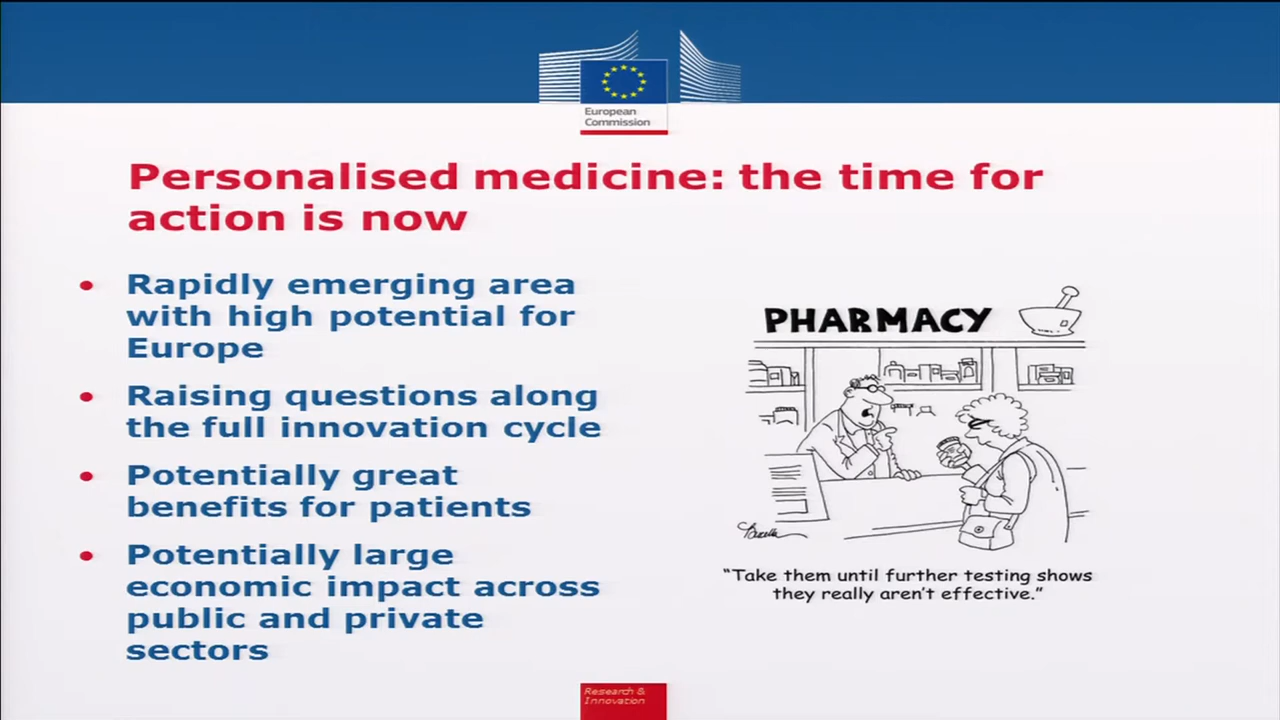 European
Commission
Personalised medicine: the time for
action is now
• Rapidly emerging area
with high potential for
Europe
• Raising questions along
the full innovation cycle
• Potentially great
benefits for patients
• Potentially large
economic impact across
public and private
sectors
PHARMACY
"Take them until further testing shows
they really aren't effective."
Research &
Innovation